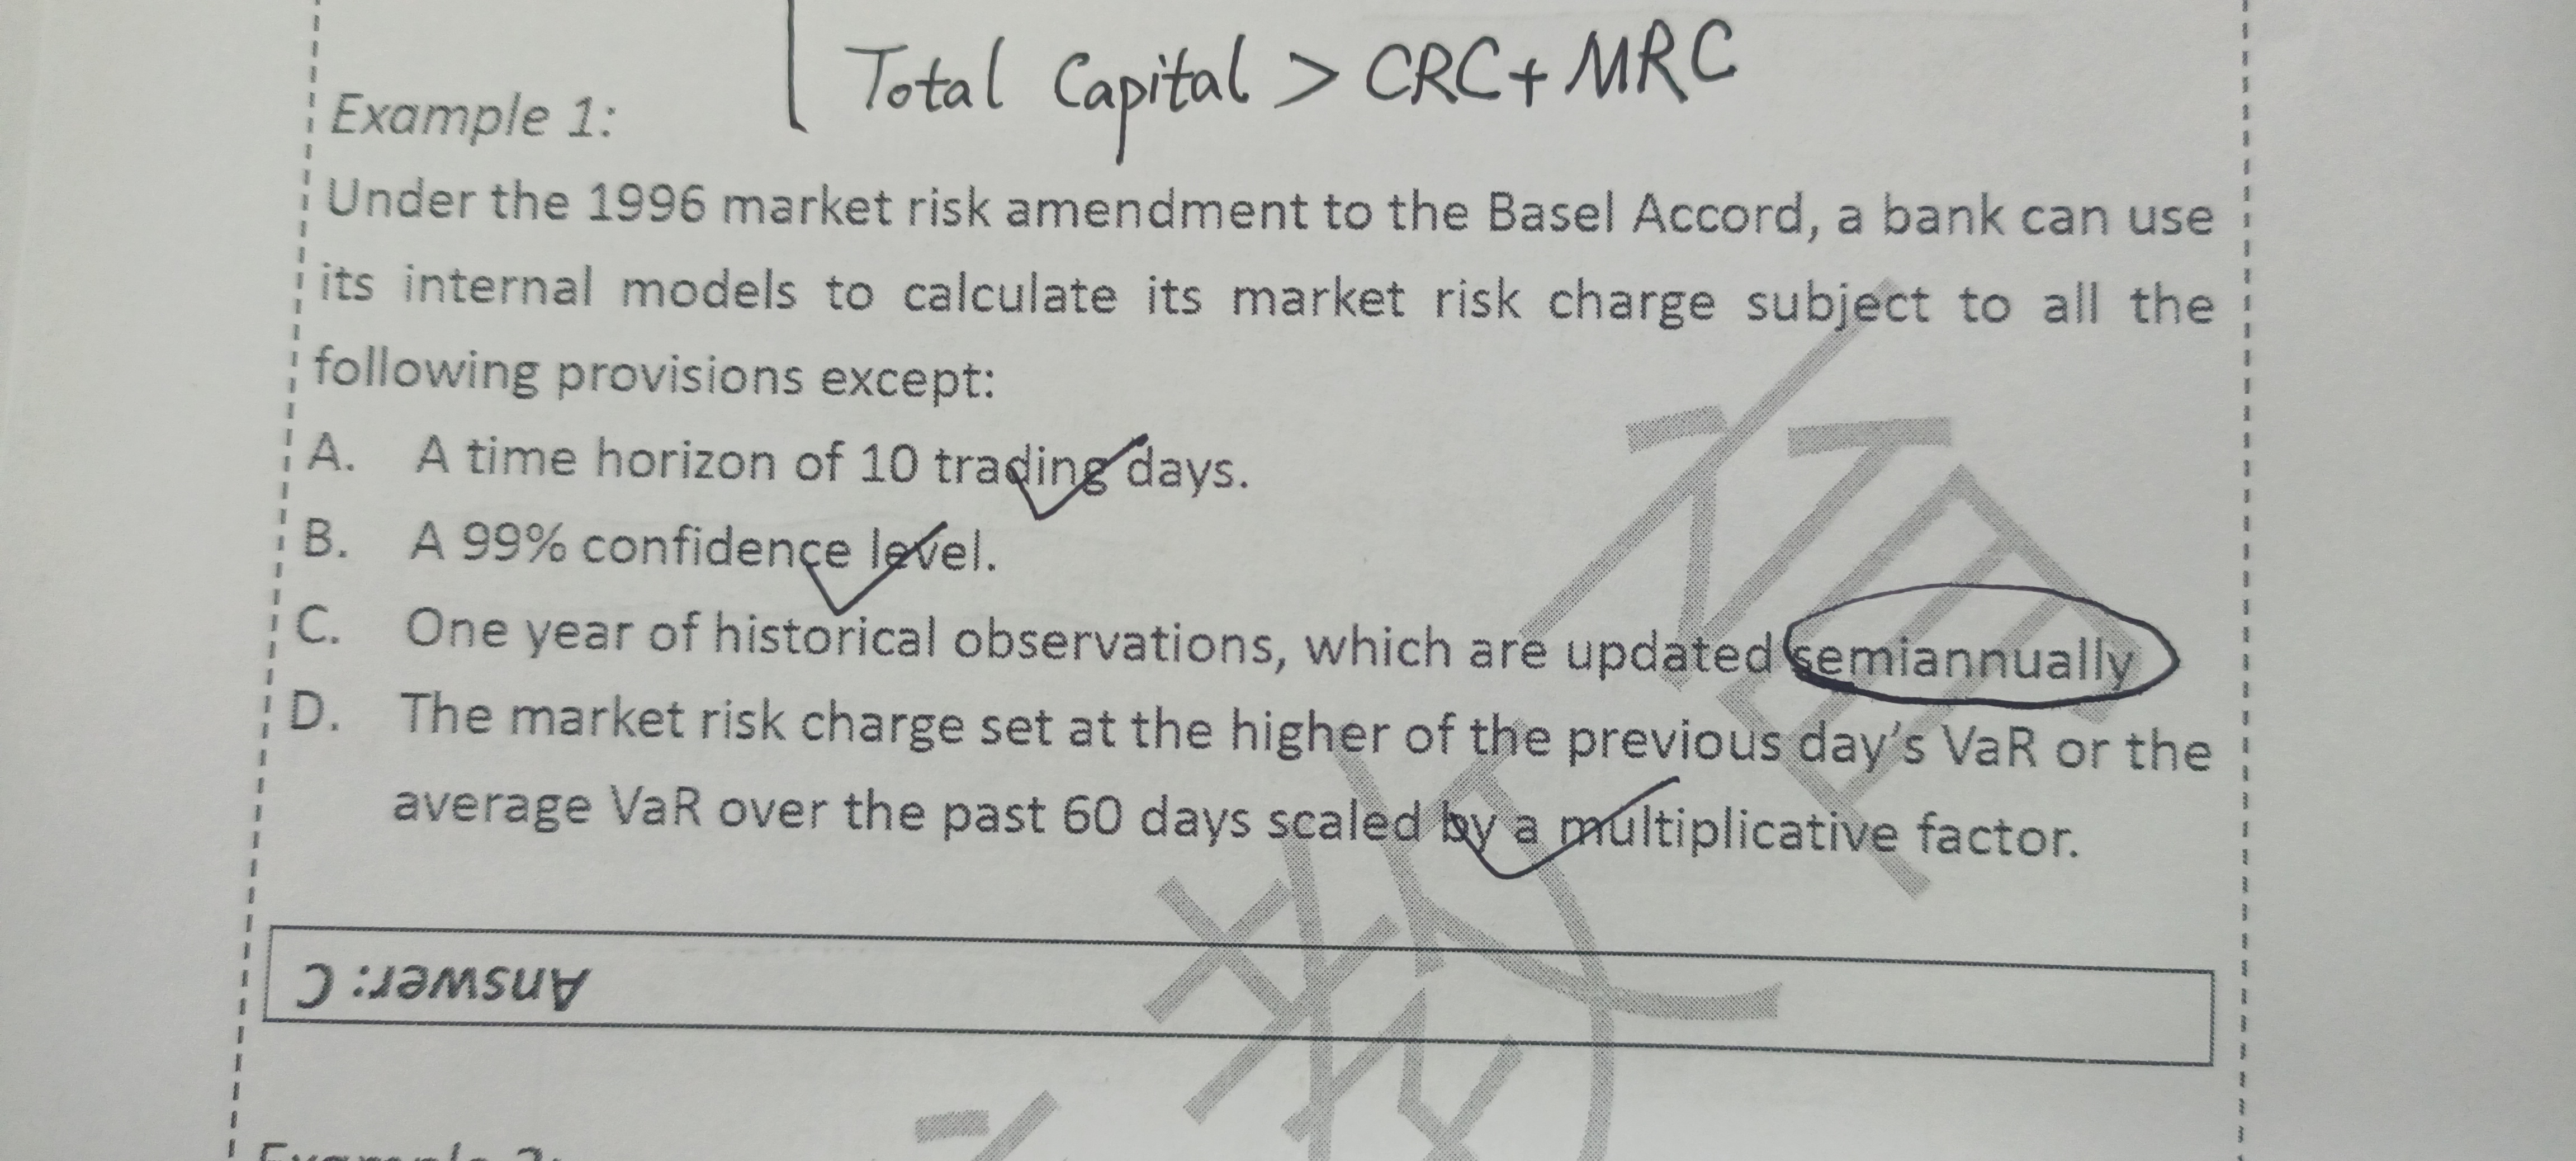 Total Capital > CRC + MRC
Example 1:
Under the 1996 market risk amendment to the Basel Accord, a bank can use
its internal models to calculate its market risk charge subject to all the
following provisions except:
A. A time horizon of 10 trading days.
B. A 99% confidence level.
C. One year of historical observations, which are updated semiannually
D. The market risk charge set at the higher of the previous day's VaR or the
average VaR over the past 60 days scaled by a multiplicative factor.
Answer: C